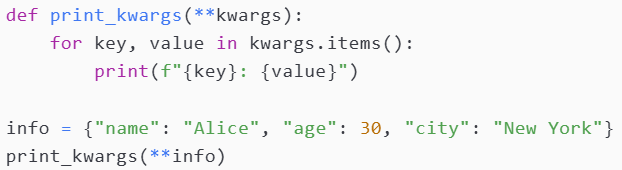 def print_kwargs(**kwargs):
    for key, value in kwargs.items():
        print(f"{key}: {value}")

info = {"name": "Alice", "age": 30, "city": "New York"}
print_kwargs(**info)